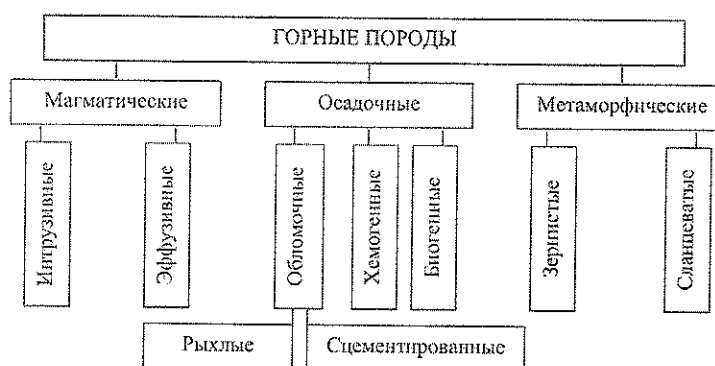 ГОРНЫЕ ПОРОДЫ
Магматические
Осадочные
Метаморфические
Интрузивные
Эффузивные
Обломочные
Хемогенные
Биогенные
Зернистые
Сланцеватые
Рыхлые
Сцементированные